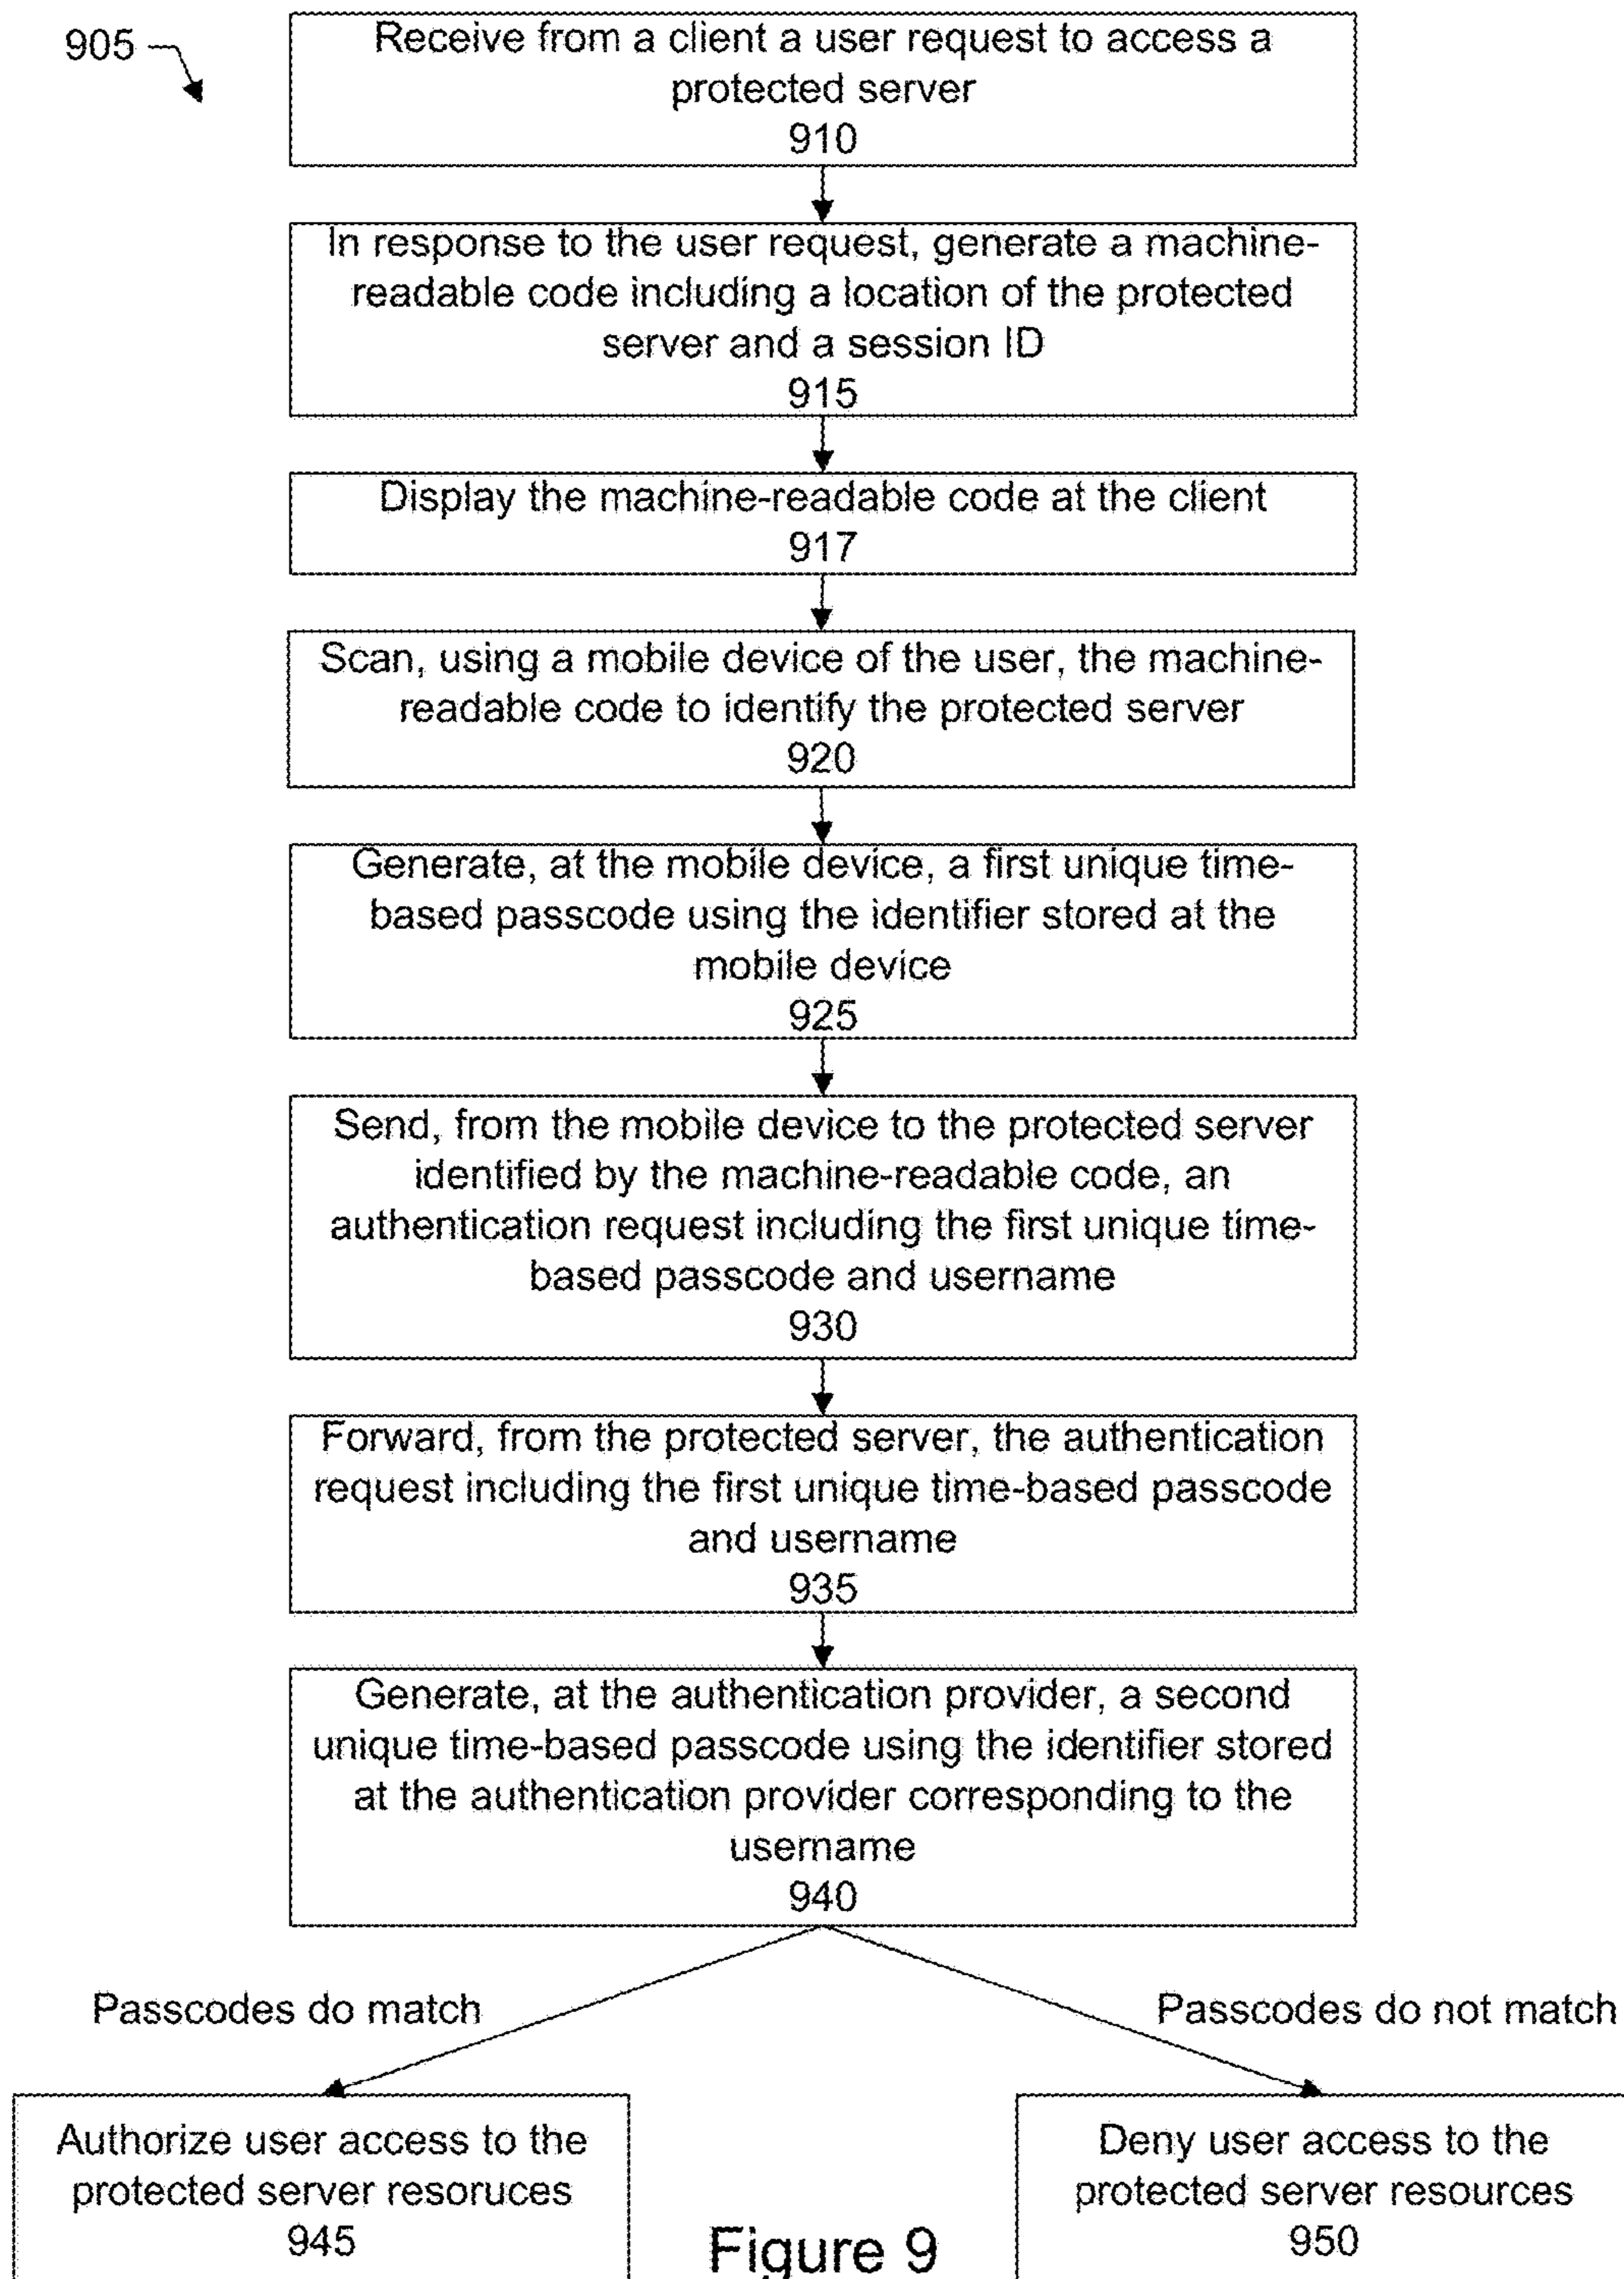 905
Receive from a client a user request to access a
protected server
910
In response to the user request, generate a machine-
readable code including a location of the protected
server and a session ID
915
Display the machine-readable code at the client
917
Scan, using a mobile device of the user, the machine-
readable code to identify the protected server
920
Generate, at the mobile device, a first unique time-
based passcode using the identifier stored at the
mobile device
925
Send, from the mobile device to the protected server
identified by the machine-readable code, an
authentication request including the first unique time-
based passcode and username
930
Forward, from the protected server, the authentication
request including the first unique time-based passcode
and username
935
Generate, at the authentication provider, a second
unique time-based passcode using the identifier stored
at the authentication provider corresponding to the
username
940
Passcodes do match
Passcodes do not match
Authorize user access to the
protected server resoruces
945
Deny user access to the
protected server resources
950
Figure 9